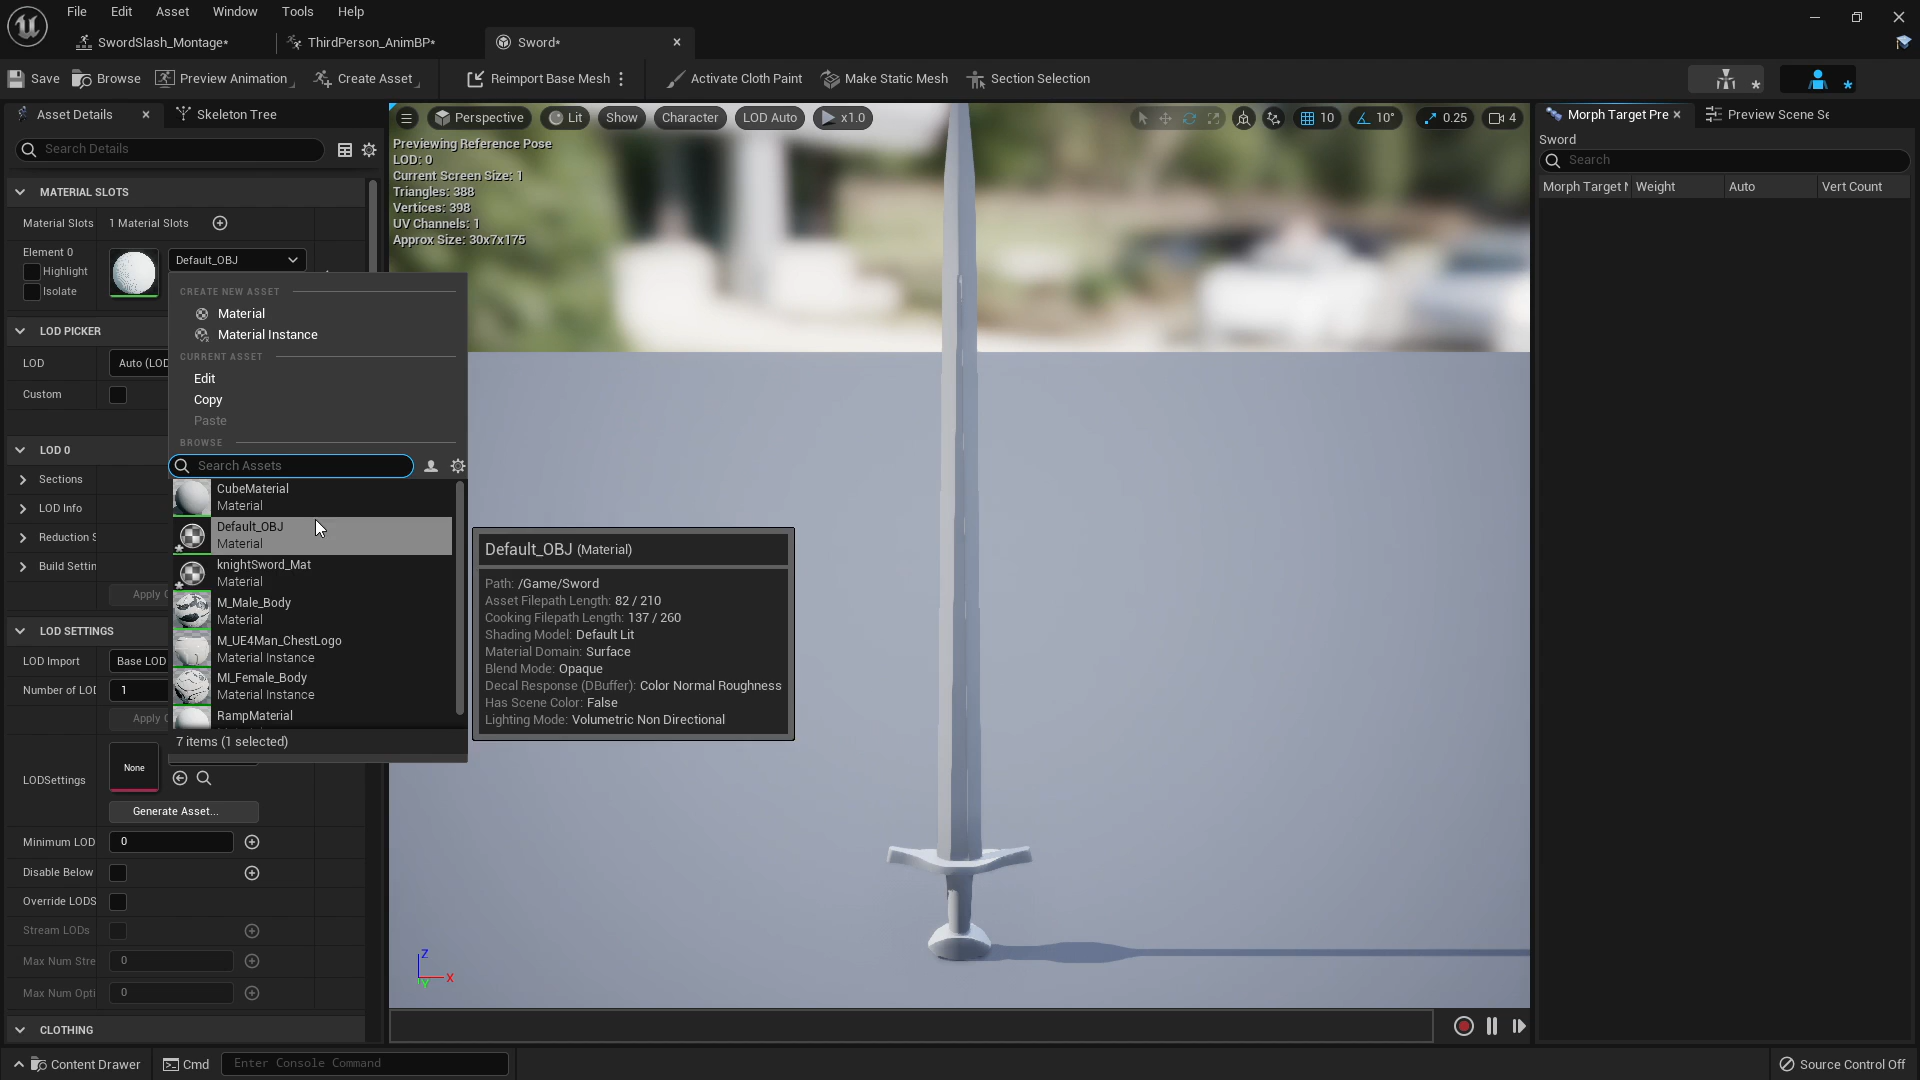 File Edit Asset Window Tools Help
SwordSlash_Montage* ThirdPerson_AnimBP* Sword*
Save Browse Preview Animation Create Asset Reimport Base Mesh Activate Cloth Paint Make Static Mesh Section Selection
Asset Details Skeleton Tree
Search Details
MATERIAL SLOTS
Material Slots 1 Material Slots
Element 0
Highlight
Isolate
Default_OBJ
CREATE NEW ASSET
Material
Material Instance
CURRENT ASSET
Edit
Copy
Paste
BROWSE
Search Assets
CubeMaterial
Material
Default_OBJ
Material
knightSword_Mat
Material
M_Male_Body
Material
M_UE4Man_ChestLogo
Material Instance
MI_Female_Body
Material Instance
RampMaterial
7 items (1 selected)
LOD PICKER
LOD Auto (LOD
Custom
LOD 0
Sections
LOD Info
Reduction S
Build Settin
Apply C
LOD SETTINGS
LOD Import Base LOD
Number of LOD 1
Apply C
LODSettings None
Generate Asset...
Minimum LOD 0
Disable Below
Override LODS
Stream LODs
Max Num Stre 0
Max Num Opti 0
CLOTHING
Perspective Lit Show Character LOD Auto x1.0 10 10° 0.25 4
Previewing Reference Pose
LOD: 0
Current Screen Size: 1
Triangles: 388
Vertices: 398
UV Channels: 1
Approx Size: 30x7x175
Default_OBJ (Material)
Path: /Game/Sword
Asset Filepath Length: 82 / 210
Cooking Filepath Length: 137 / 260
Shading Model: Default Lit
Material Domain: Surface
Blend Mode: Opaque
Decal Response (DBuffer): Color Normal Roughness
Has Scene Color: False
Lighting Mode: Volumetric Non Directional
Z
X
Y
Morph Target Pre Preview Scene Se
Sword
Search
Morph Target N Weight Auto Vert Count
Content Drawer Cmd Enter Console Command Source Control Off